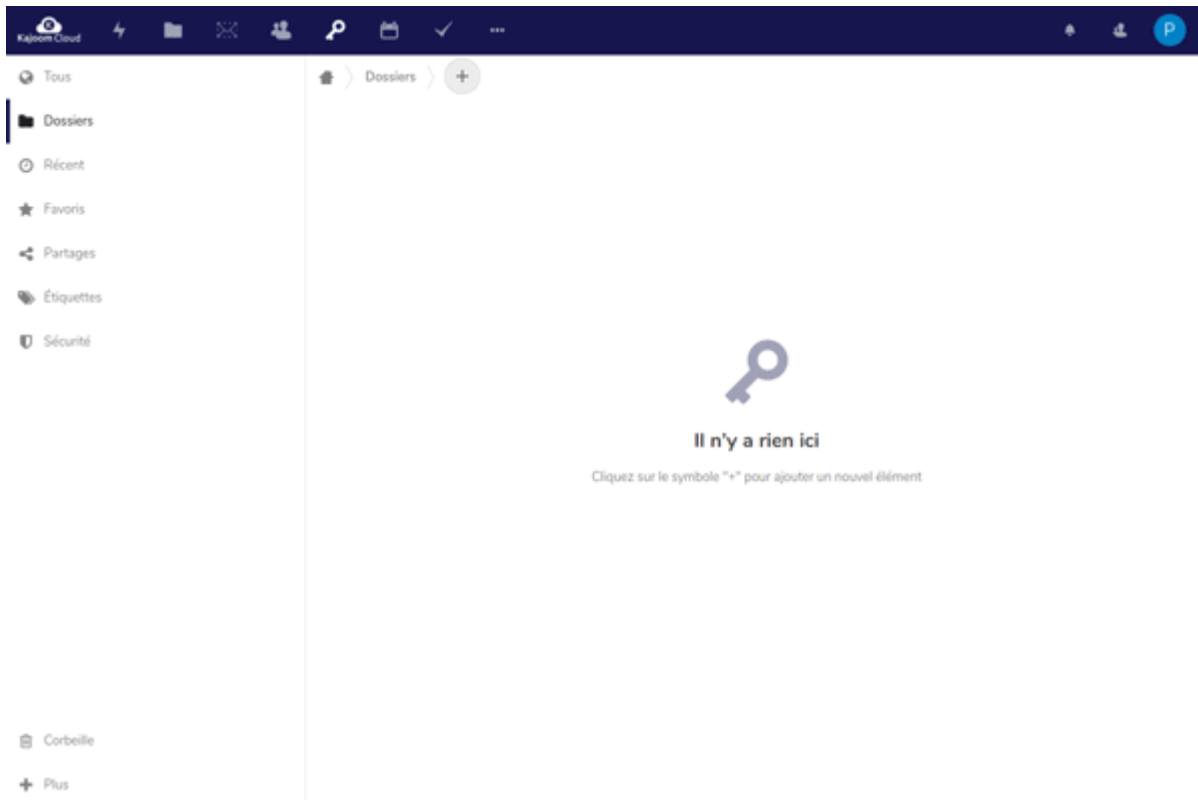 Kajoom Cloud
P
Tous
Dossiers
Dossiers
+
Récent
Favoris
Partages
Étiquettes
Sécurité
Il n'y a rien ici
Cliquez sur le symbole "+" pour ajouter un nouvel élément
Corbeille
Plus